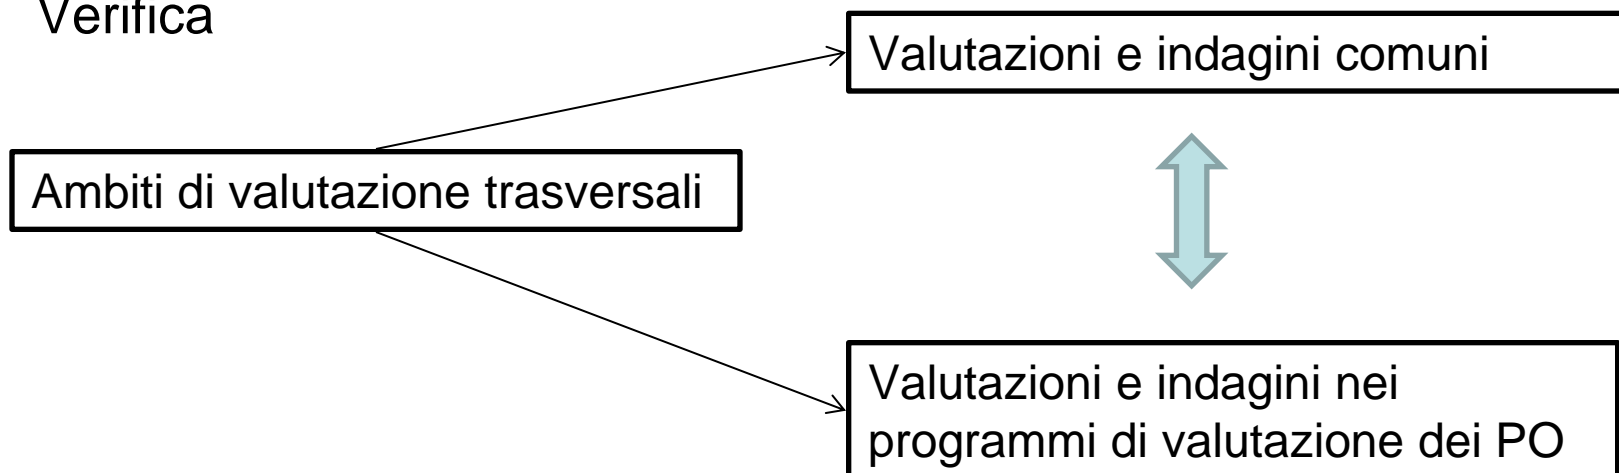 Verifica
Valutazioni e indagini comuni
Ambiti di valutazione trasversali
Valutazioni e indagini nei
programmi di valutazione dei PO